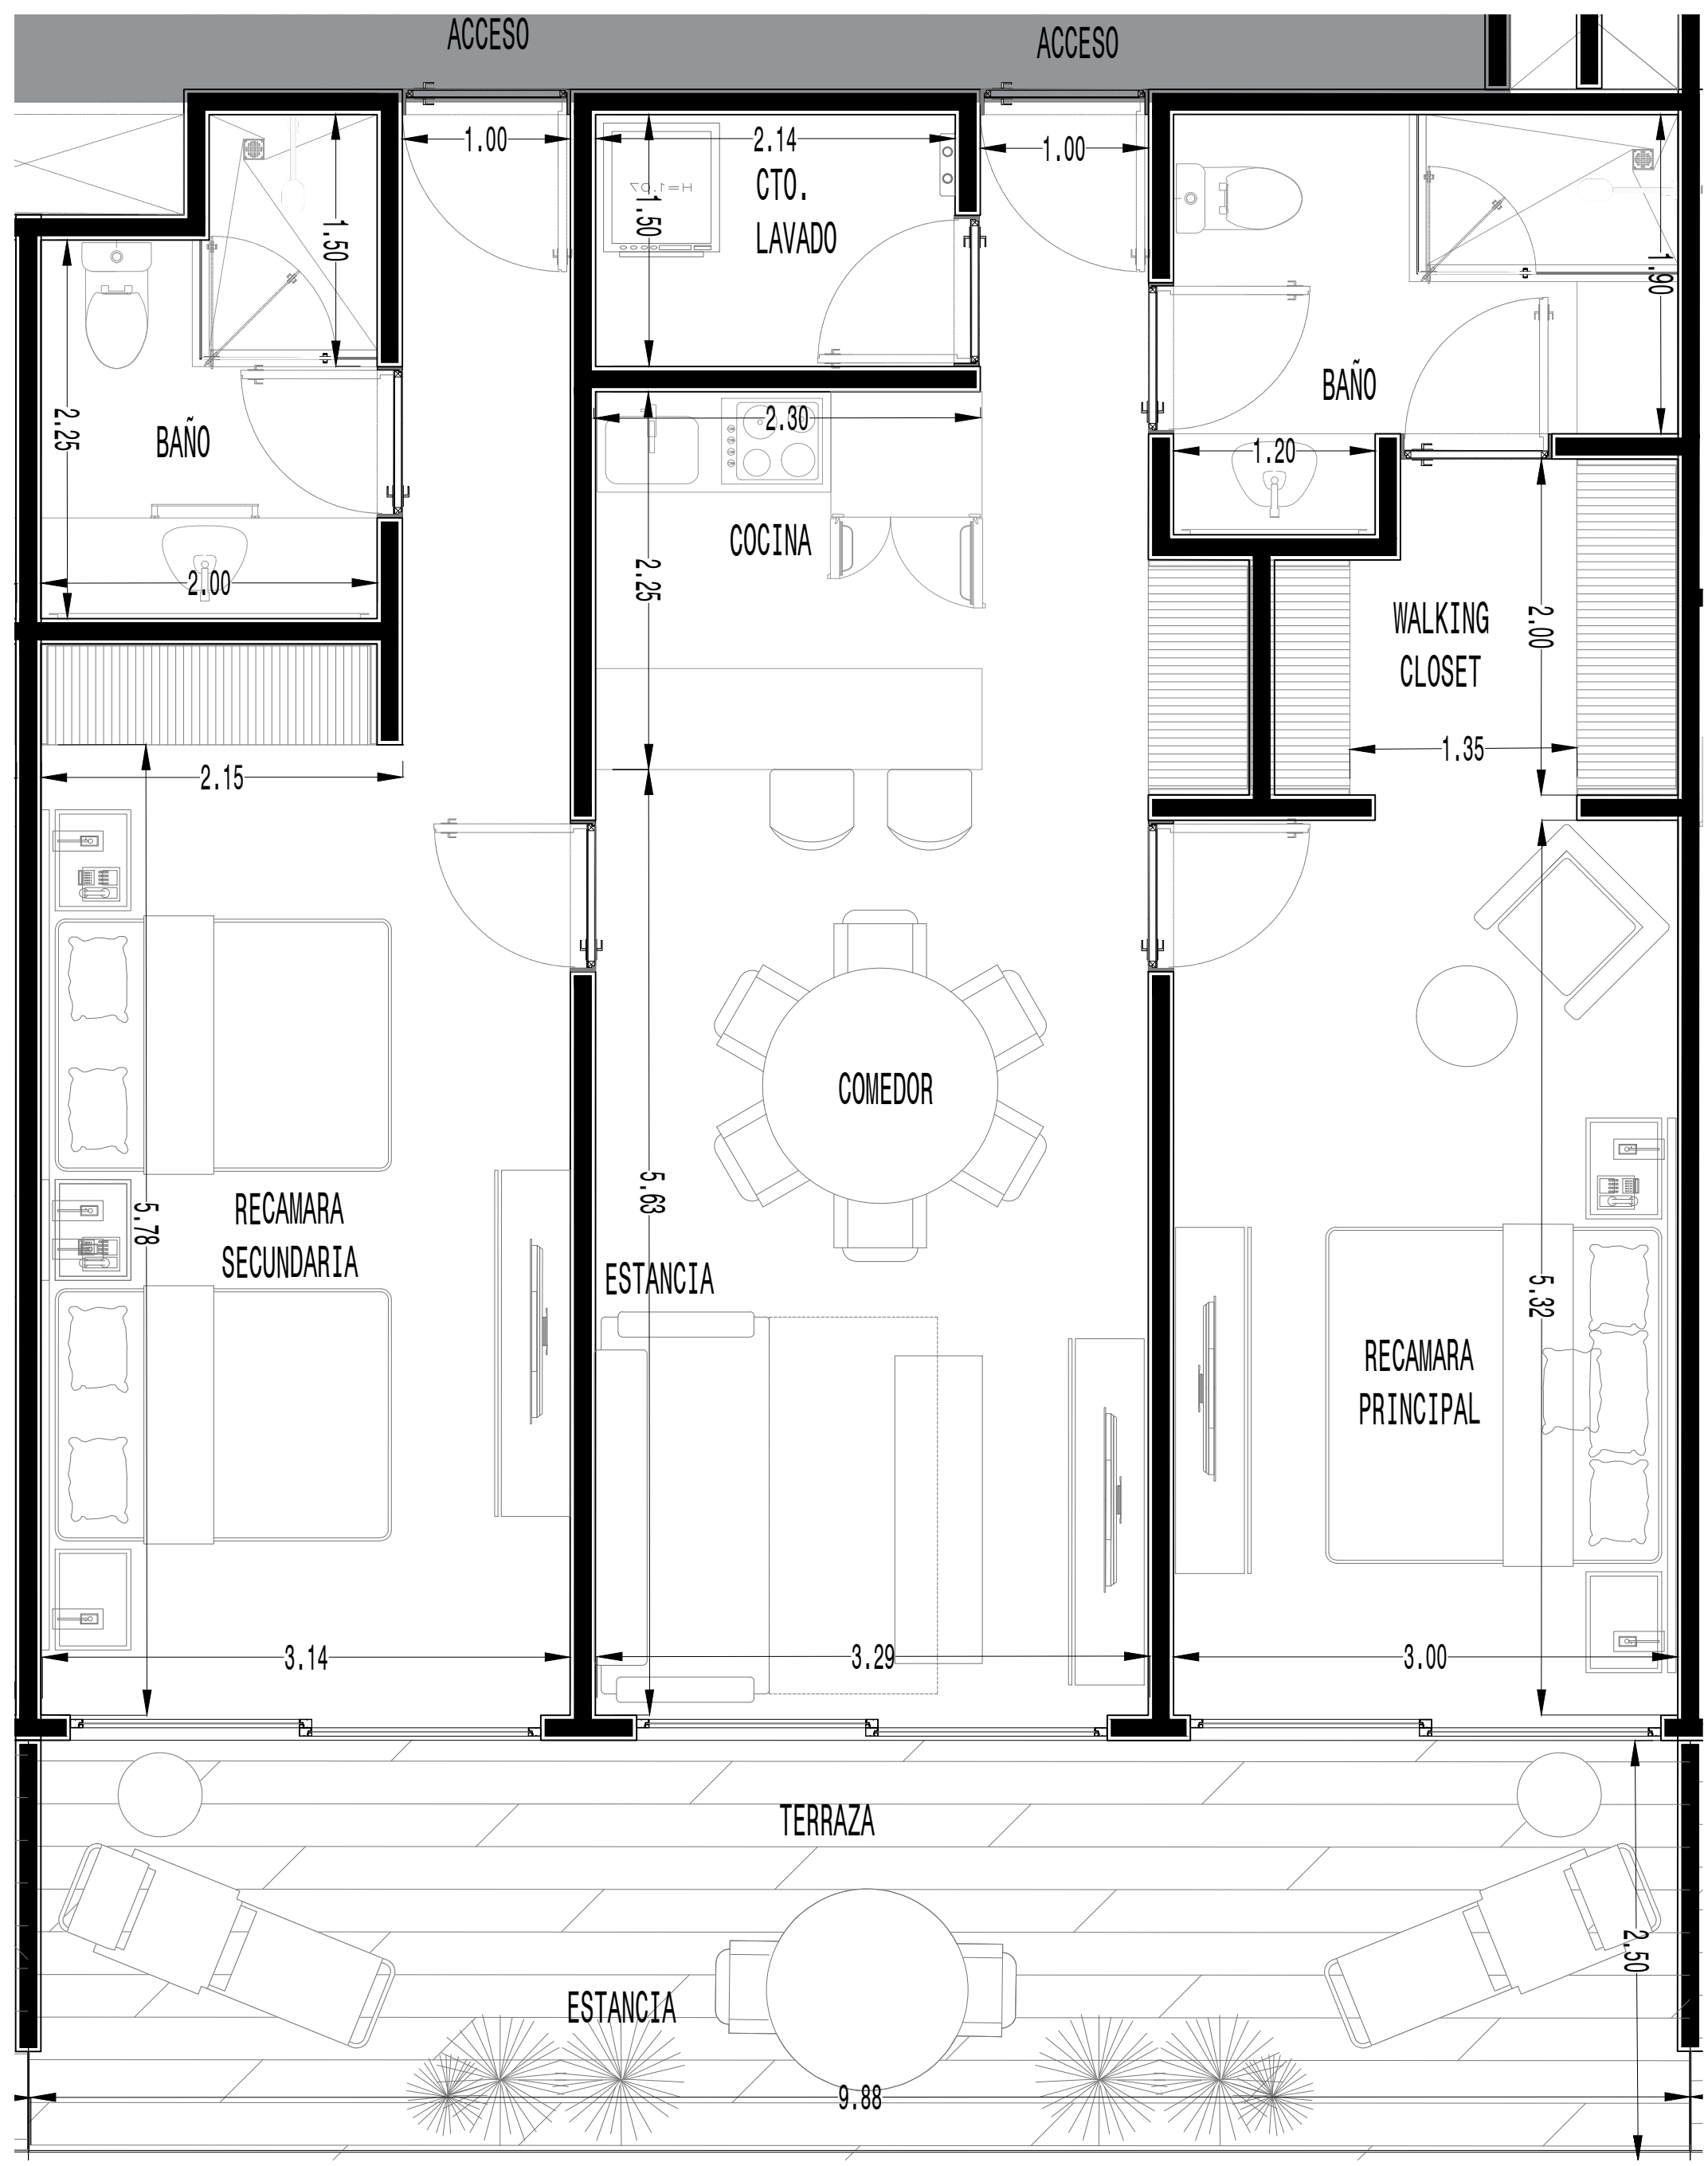 ACCESO
ACCESO
1.00
2.14
1.00
CTO.
LAVADO
H=1.07
1.50
1.50
1.90
BAÑO
2.25
BAÑO
2.30
1.20
COCINA
2.25
2.00
WALKING
CLOSET
2.00
1.35
2.15
COMEDOR
5.63
5.78
RECAMARA
SECUNDARIA
ESTANCIA
5.32
RECAMARA
PRINCIPAL
3.14
3.29
3.00
TERRAZA
2.50
ESTANCIA
9.88